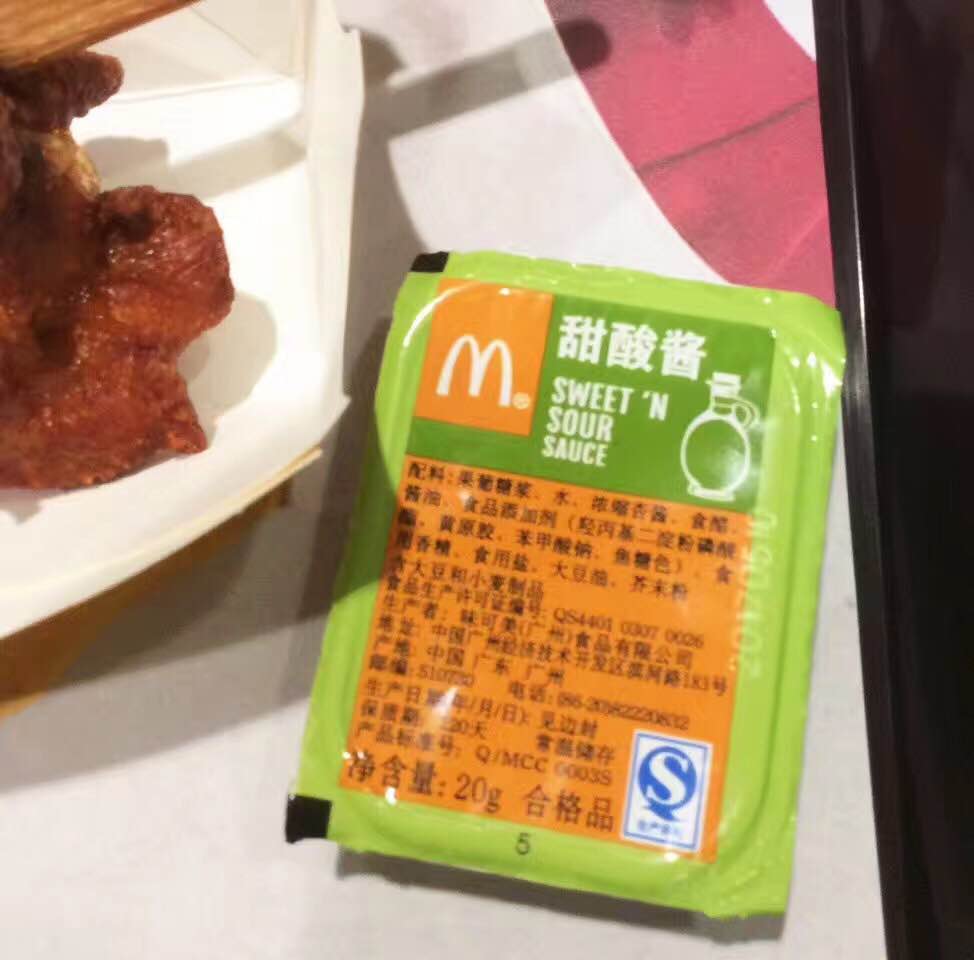 甜酸酱
SWEET 'N
SOUR
SAUCE
配料:果葡糖浆、水、浓缩杏酱、食醋、
酱油、食品添加剂（羟丙基二淀粉磷酸
酯、黄原胶、苯甲酸钠、焦糖色）、食
用香精、食用盐、大豆油、芥末粉
含大豆和小麦制品
食品生产许可证编号: QS4401 0307 0026
生产者: 味可美(广州)食品有限公司
地址: 中国广州经济技术开发区滨河路183号
产地: 中国 广东 广州
邮编:510730 电话:086-2082220832
生产日期(年/月/日): 见边封
保质期: 天 常温储存
产品标准号: Q/MCC 0003S
净含量: 20g 合格品
5